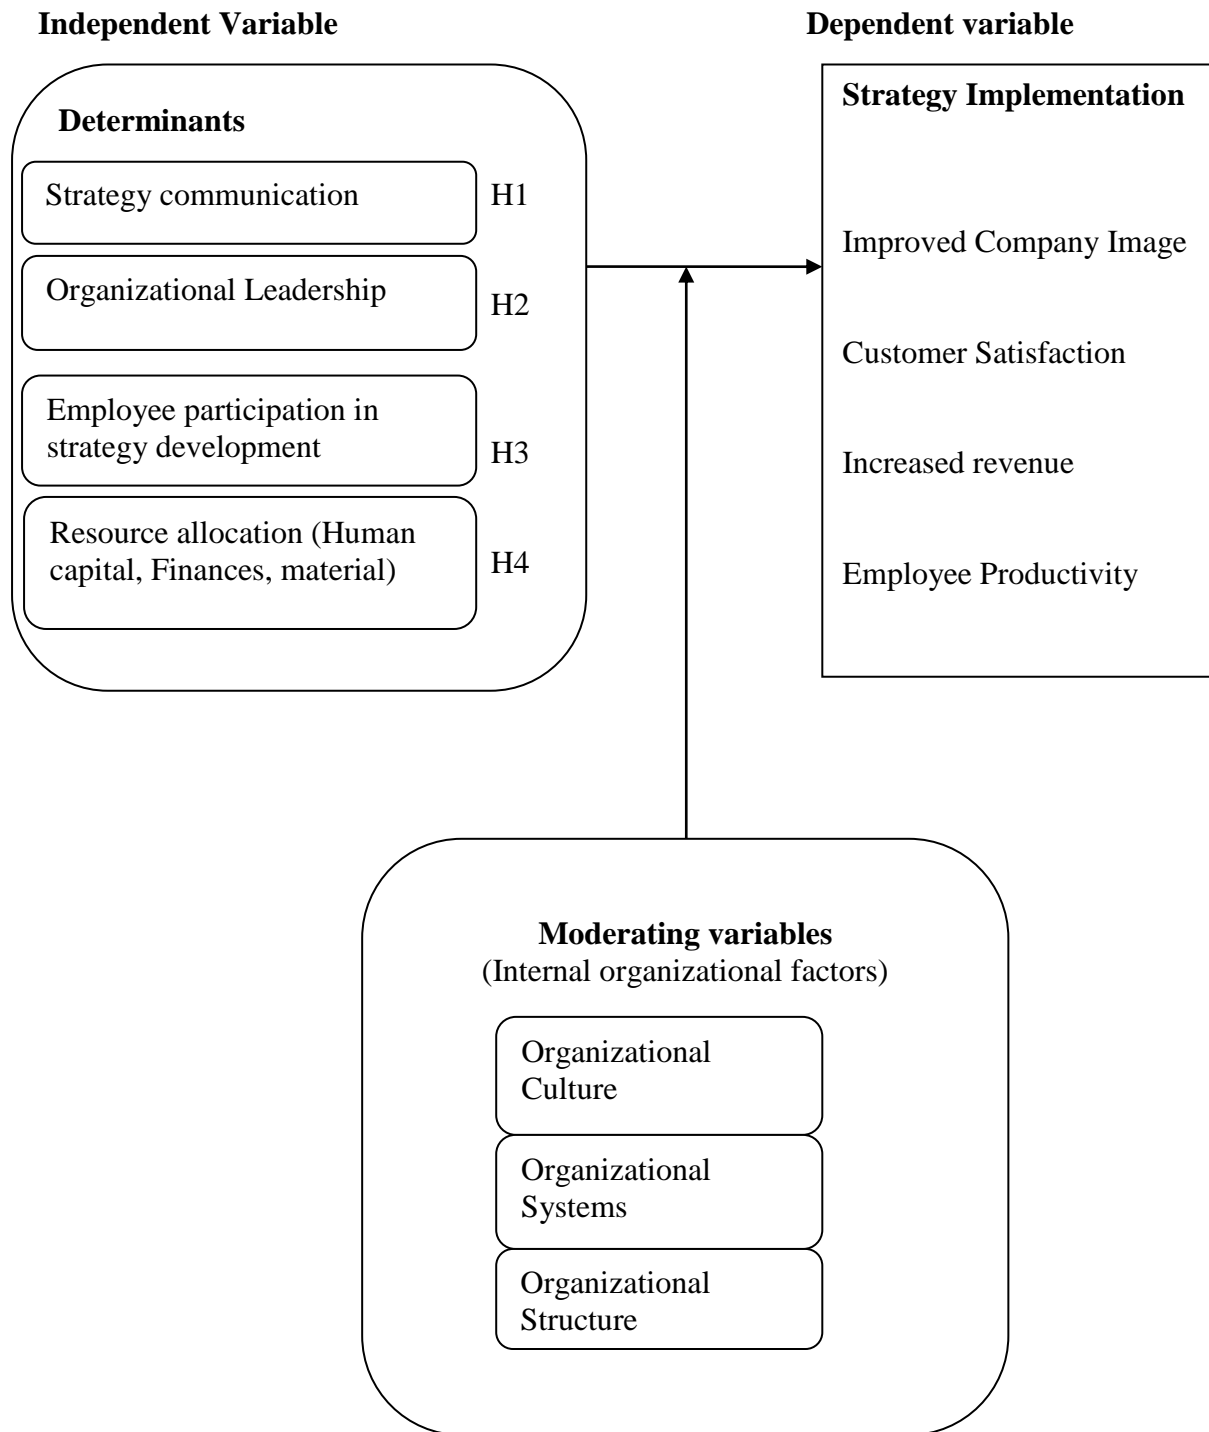 Independent Variable
Dependent variable
Determinants
Strategy communication
H1
Organizational Leadership
H2
Employee participation in
strategy development
H3
Resource allocation (Human
capital, Finances, material)
H4
Strategy Implementation
Improved Company Image
Customer Satisfaction
Increased revenue
Employee Productivity
Moderating variables
(Internal organizational factors)
Organizational
Culture
Organizational
Systems
Organizational
Structure